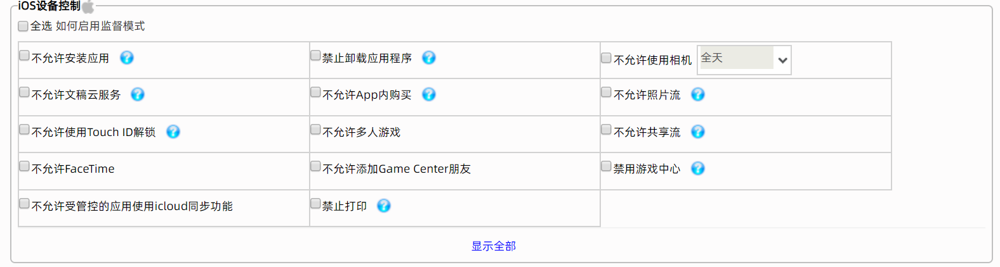 iOS设备控制
全选 如何启用监督模式
不允许安装应用 禁止卸载应用程序 不允许使用相机 全天
不允许文稿云服务 不允许App内购买 不允许照片流
不允许使用Touch ID解锁 不允许多人游戏 不允许共享流
不允许FaceTime 不允许添加Game Center朋友 禁用游戏中心
不允许受管控的应用使用icloud同步功能 禁止打印
显示全部